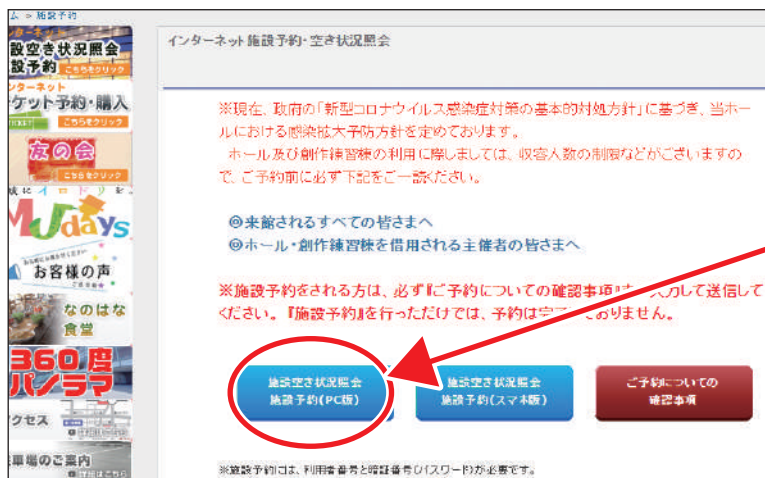 ム > 施設予約
ターネット
設空き状況照会
設予約 こちらをクリック
ンターネット
ケット予約・購入
こちらをクリック
友の会
こちらをクリック
MJdays
お客様の声
なのはな
食堂
360度
パノラマ
クセス
車場のご案内
詳細はこちら
インターネット施設予約・空き状況照会
※現在、政府の「新型コロナウイルス感染症対策の基本的対処方針」に基づき、当ホー
ルにおける感染拡大予防方針を定めております。
ホール及び創作練習棟の利用に際しましては、収容人数の制限などがございますの
で、ご予約前に必ず下記をご一読ください。
◎来館されるすべての皆さまへ
◎ホール・創作練習棟を借用される主催者の皆さまへ
※施設予約をされる方は、必ず『ご予約についての確認事項』 入力して送信して
ください。『施設予約』を行っただけでは、予約は完 ておりません。
施設空き状況照会
施設予約(PC版)
施設空き状況照会
施設予約(スマホ版)
ご予約についての
確認事項
※施設予約には、利用者番号と暗証番号(パスワード)が必要です。